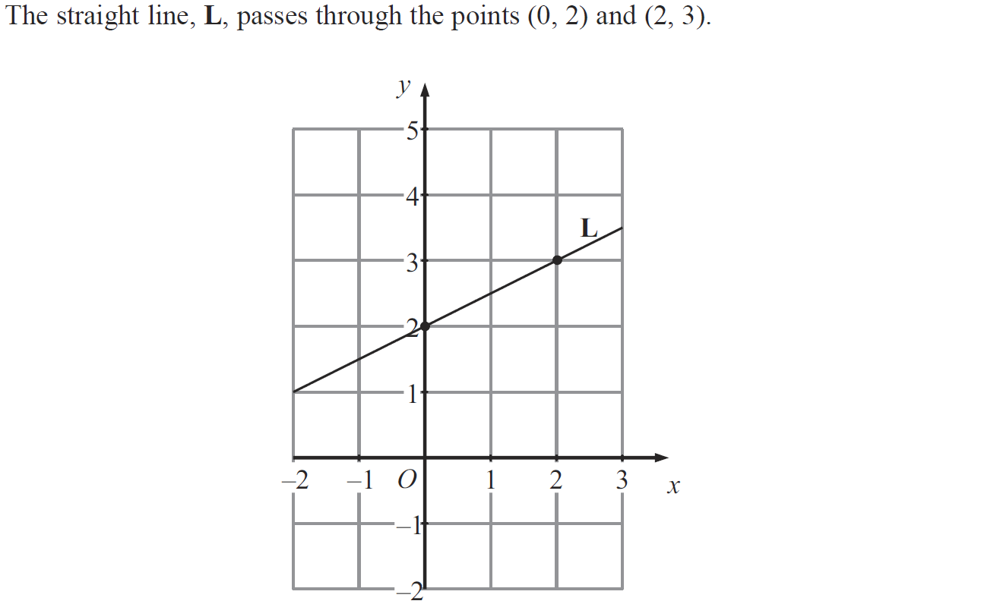 The straight line, L, passes through the points (0, 2) and (2, 3).
y
5
4
L
3
2
1
–2 –1 O 1 2 3 x
–1
–2